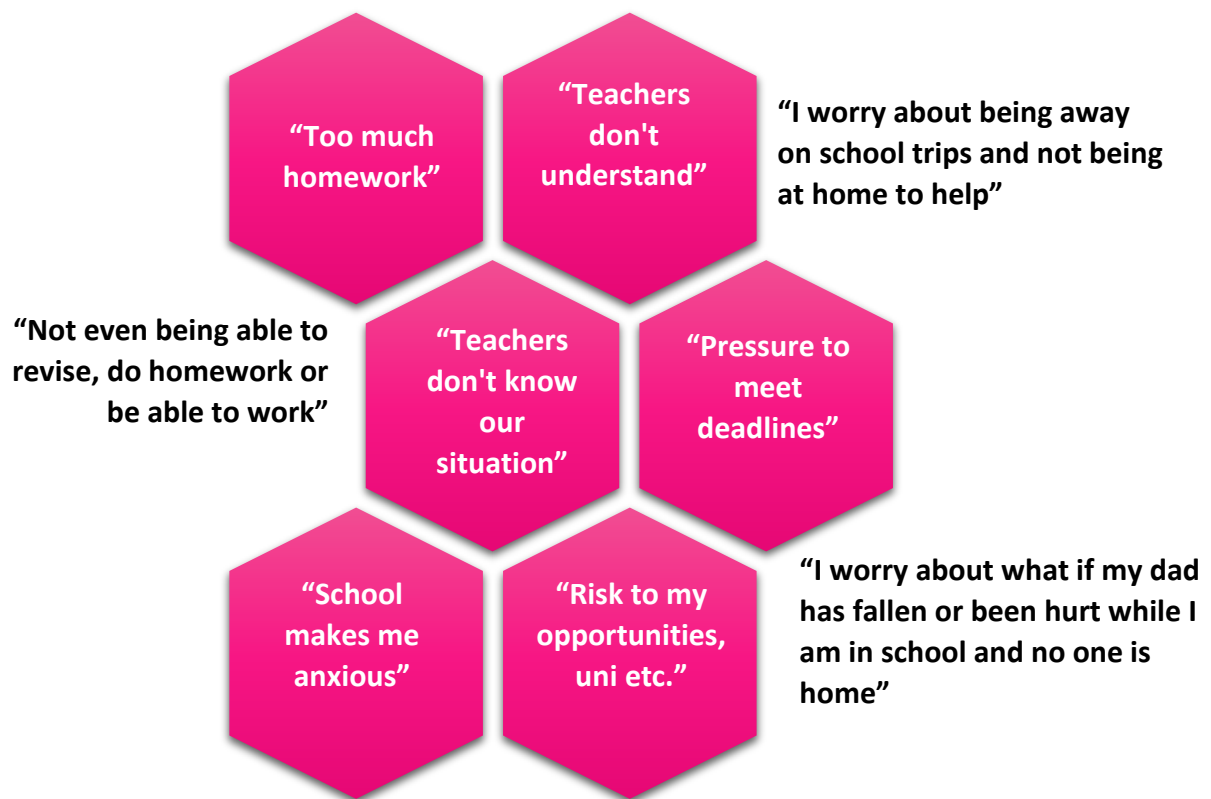 “Too much
homework”
“Teachers
don't
understand”
“I worry about being away
on school trips and not being
at home to help”
“Not even being able to
revise, do homework or
be able to work”
“Teachers
don't know
our
situation”
“Pressure to
meet
deadlines”
“School
makes me
anxious”
“Risk to my
opportunities,
uni etc.”
“I worry about what if my dad
has fallen or been hurt while I
am in school and no one is
home”